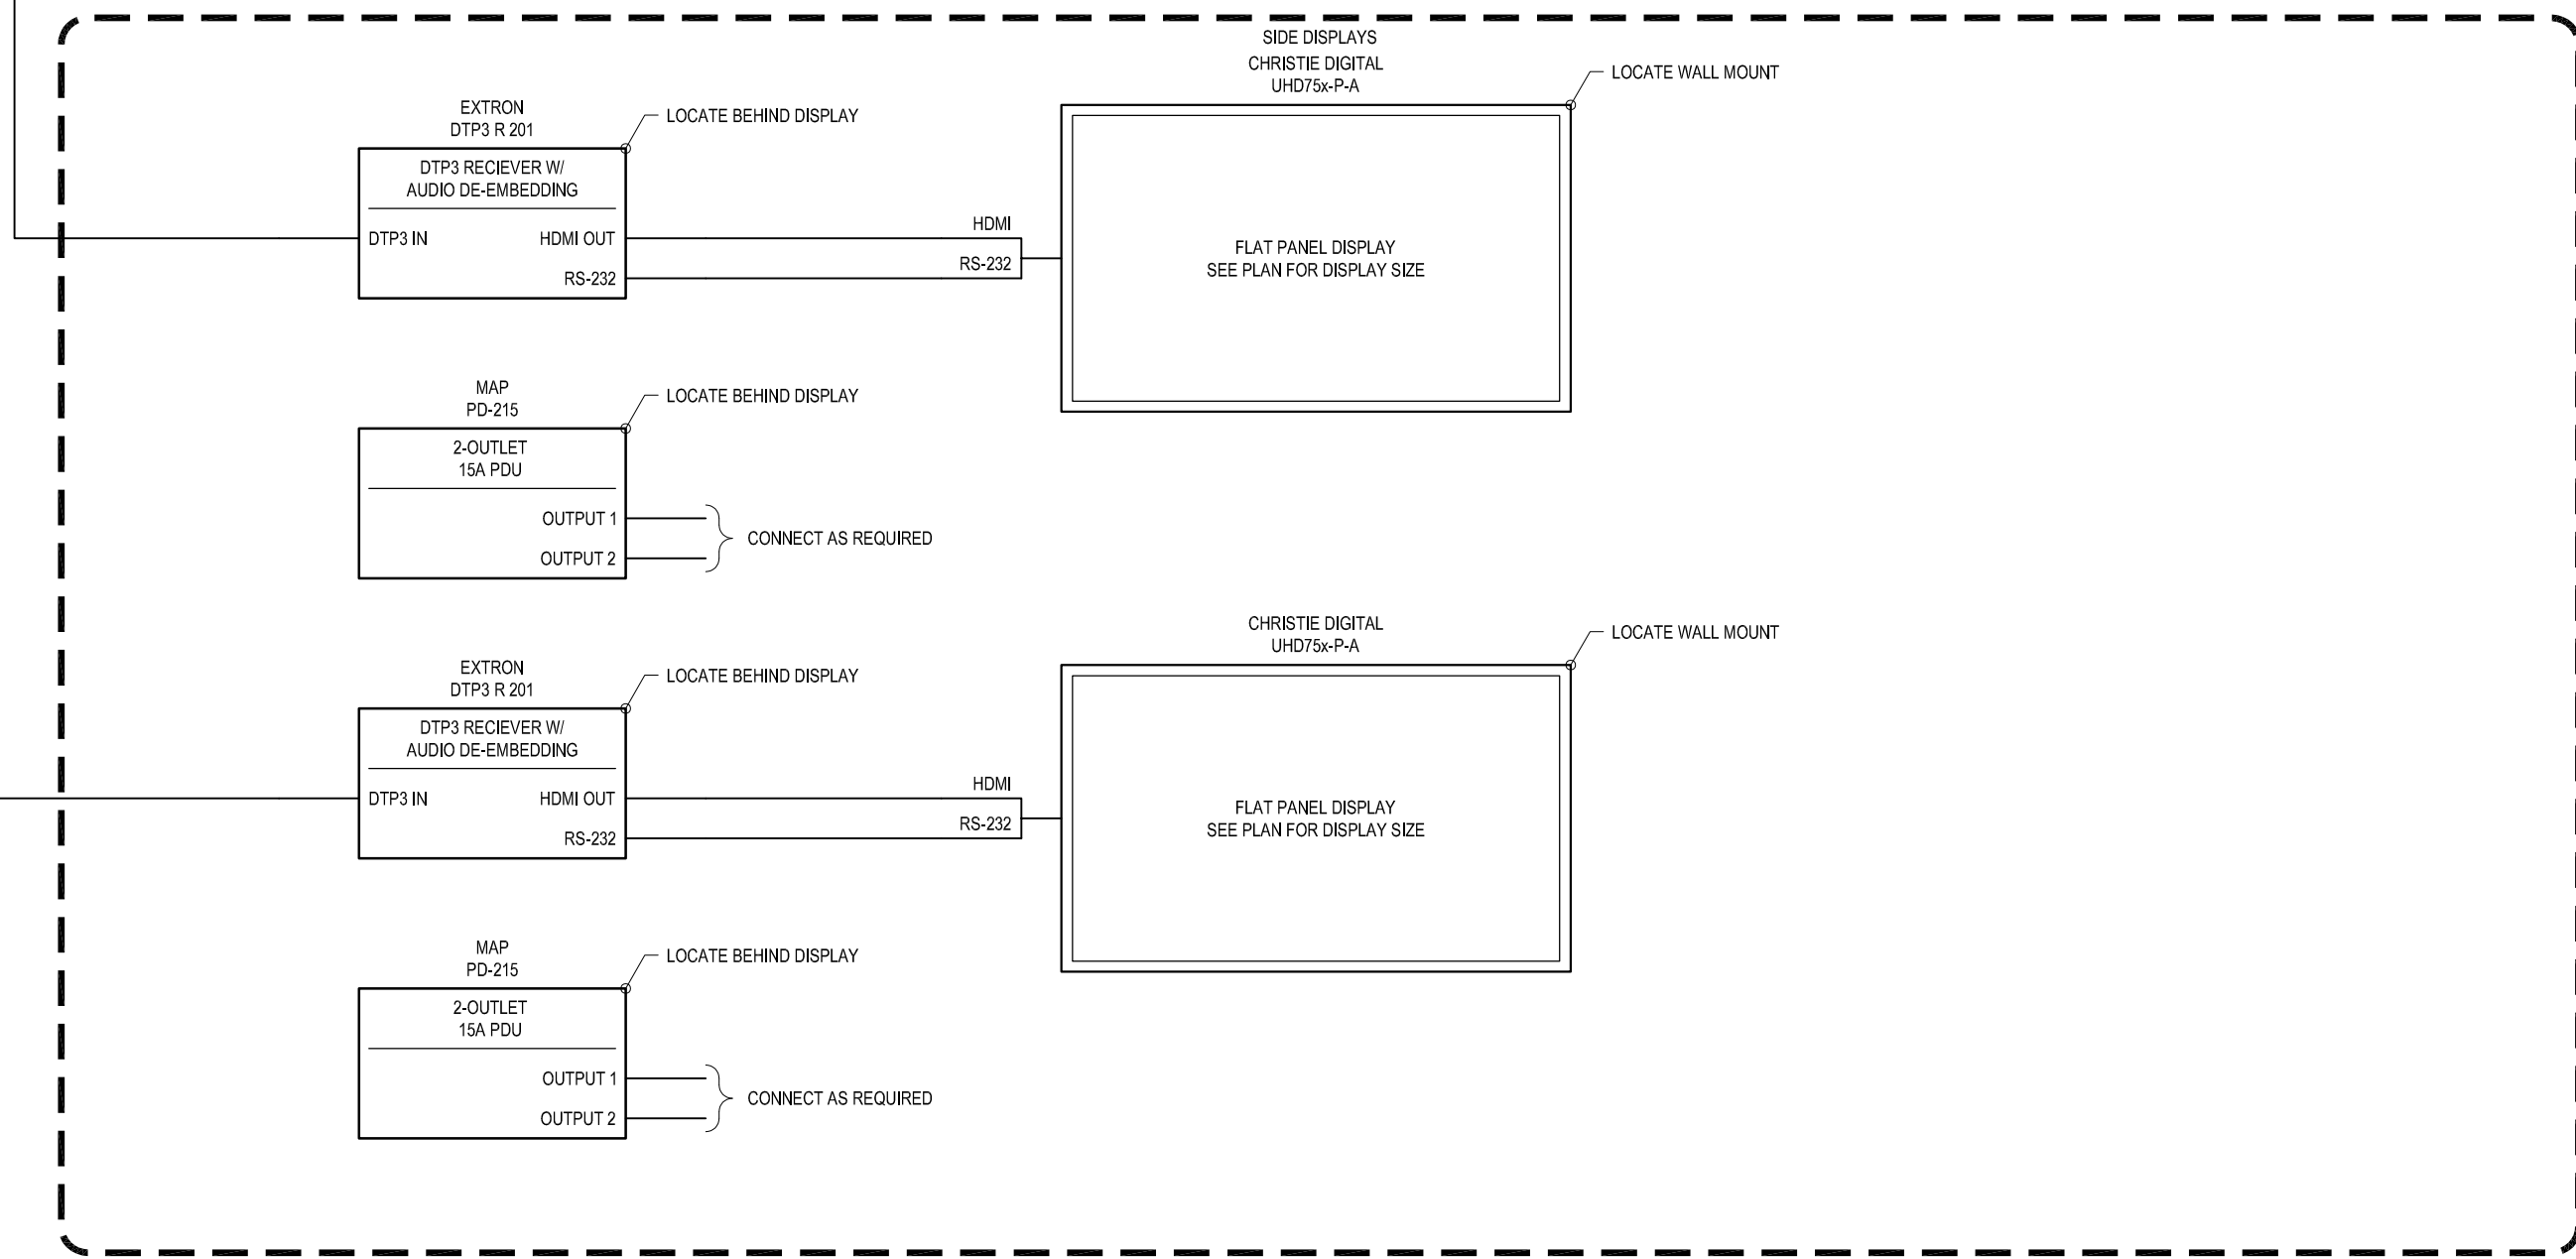 SIDE DISPLAYS
CHRISTIE DIGITAL
UHD75x-P-A
LOCATE WALL MOUNT
EXTRON
DTP3 R 201
LOCATE BEHIND DISPLAY
DTP3 RECIEVER W/
AUDIO DE-EMBEDDING
DTP3 IN
HDMI OUT
RS-232
HDMI
RS-232
FLAT PANEL DISPLAY
SEE PLAN FOR DISPLAY SIZE
MAP
PD-215
LOCATE BEHIND DISPLAY
2-OUTLET
15A PDU
OUTPUT 1
OUTPUT 2
CONNECT AS REQUIRED
CHRISTIE DIGITAL
UHD75x-P-A
LOCATE WALL MOUNT
EXTRON
DTP3 R 201
LOCATE BEHIND DISPLAY
DTP3 RECIEVER W/
AUDIO DE-EMBEDDING
DTP3 IN
HDMI OUT
RS-232
HDMI
RS-232
FLAT PANEL DISPLAY
SEE PLAN FOR DISPLAY SIZE
MAP
PD-215
LOCATE BEHIND DISPLAY
2-OUTLET
15A PDU
OUTPUT 1
OUTPUT 2
CONNECT AS REQUIRED